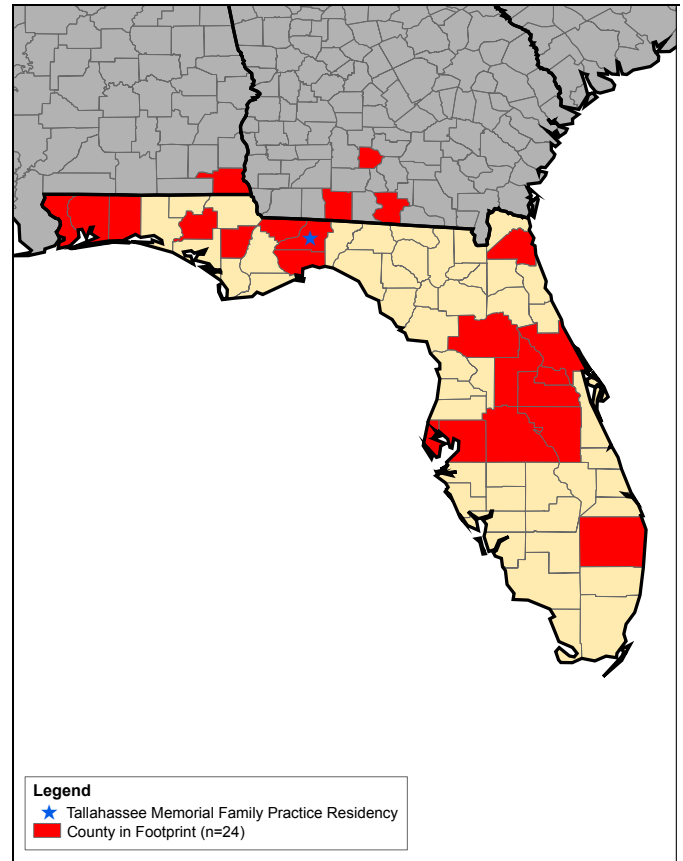 Legend
Tallahassee Memorial Family Practice Residency
County in Footprint (n=24)